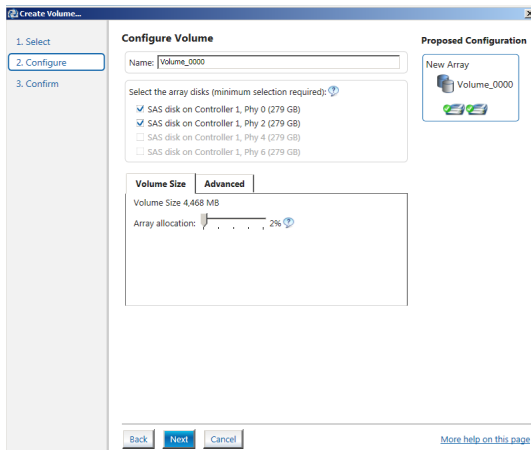 Create Volume...
1. Select
2. Configure
3. Confirm
Configure Volume
Name: Volume_0000
Select the array disks (minimum selection required):
SAS disk on Controller 1, Phy 0 (279 GB)
SAS disk on Controller 1, Phy 2 (279 GB)
SAS disk on Controller 1, Phy 4 (279 GB)
SAS disk on Controller 1, Phy 6 (279 GB)
Volume Size
Advanced
Volume Size 4,468 MB
Array allocation: 2%
Proposed Configuration
New Array
Volume_0000
Back
Next
Cancel
More help on this page